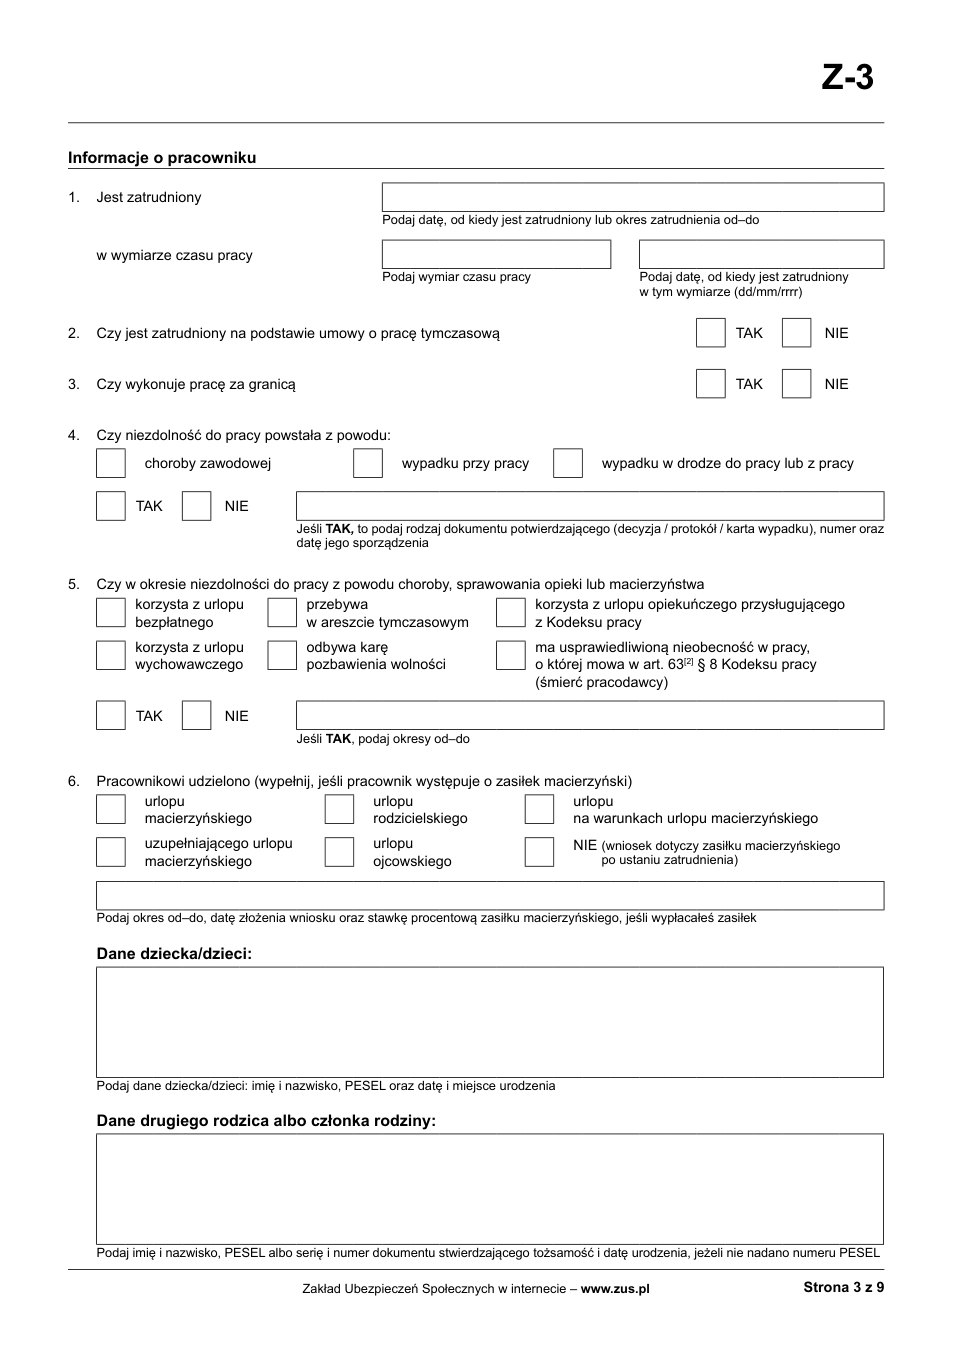 Z-3
Informacje o pracowniku
1. Jest zatrudniony
Podaj datę, od kiedy jest zatrudniony lub okres zatrudnienia od–do
w wymiarze czasu pracy
Podaj wymiar czasu pracy
Podaj datę, od kiedy jest zatrudniony
w tym wymiarze (dd/mm/rrrr)
2. Czy jest zatrudniony na podstawie umowy o pracę tymczasową TAK NIE
3. Czy wykonuje pracę za granicą TAK NIE
4. Czy niezdolność do pracy powstała z powodu:
choroby zawodowej wypadku przy pracy wypadku w drodze do pracy lub z pracy
TAK NIE
Jeśli TAK, to podaj rodzaj dokumentu potwierdzającego (decyzja / protokół / karta wypadku), numer oraz
datę jego sporządzenia
5. Czy w okresie niezdolności do pracy z powodu choroby, sprawowania opieki lub macierzyństwa
korzysta z urlopu
bezpłatnego
przebywa
w areszcie tymczasowym
korzysta z urlopu opiekuńczego przysługującego
z Kodeksu pracy
korzysta z urlopu
wychowawczego
odbywa karę
pozbawienia wolności
ma usprawiedliwioną nieobecność w pracy,
o której mowa w art. 63[2] § 8 Kodeksu pracy
(śmierć pracodawcy)
TAK NIE
Jeśli TAK, podaj okresy od–do
6. Pracownikowi udzielono (wypełnij, jeśli pracownik występuje o zasiłek macierzyński)
urlopu
macierzyńskiego
urlopu
rodzicielskiego
urlopu
na warunkach urlopu macierzyńskiego
uzupełniającego urlopu
macierzyńskiego
urlopu
ojcowskiego
NIE (wniosek dotyczy zasiłku macierzyńskiego
po ustaniu zatrudnienia)
Podaj okres od–do, datę złożenia wniosku oraz stawkę procentową zasiłku macierzyńskiego, jeśli wypłacałeś zasiłek
Dane dziecka/dzieci:
Podaj dane dziecka/dzieci: imię i nazwisko, PESEL oraz datę i miejsce urodzenia
Dane drugiego rodzica albo członka rodziny:
Podaj imię i nazwisko, PESEL albo serię i numer dokumentu stwierdzającego tożsamość i datę urodzenia, jeżeli nie nadano numeru PESEL
Zakład Ubezpieczeń Społecznych w internecie – www.zus.pl
Strona 3 z 9